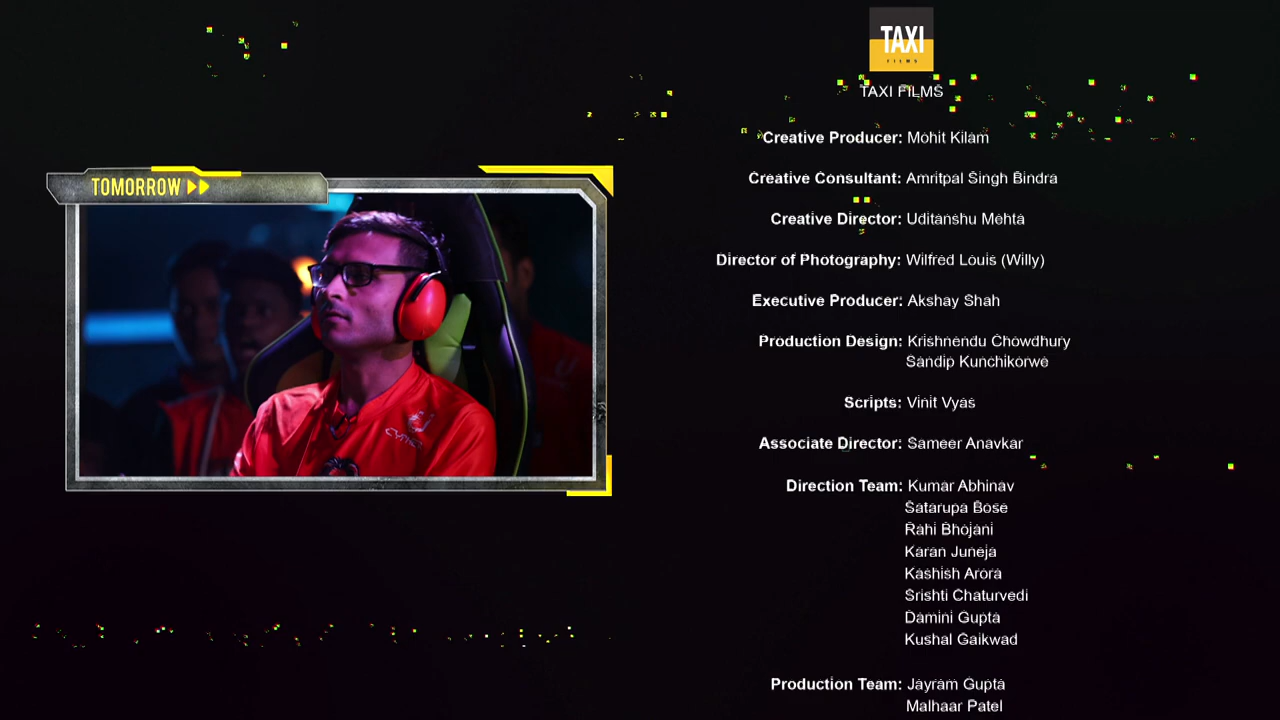 TAXI
FILMS
TAXI FILMS
Creative Producer: Mohit Kilam
Creative Consultant: Amritpal Singh Bindra
Creative Director: Uditanshu Mehta
Director of Photography: Wilfred Louis (Willy)
Executive Producer: Akshay Shah
Production Design: Krishnendu Chowdhury
Sandip Kunchikorwe
Scripts: Vinit Vyas
Associate Director: Sameer Anavkar
Direction Team: Kumar Abhinav
Satarupa Bose
Rahi Bhojani
Karan Juneja
Kashish Arora
Srishti Chaturvedi
Damini Gupta
Kushal Gaikwad
Production Team: Jayram Gupta
Malhaar Patel
TOMORROW